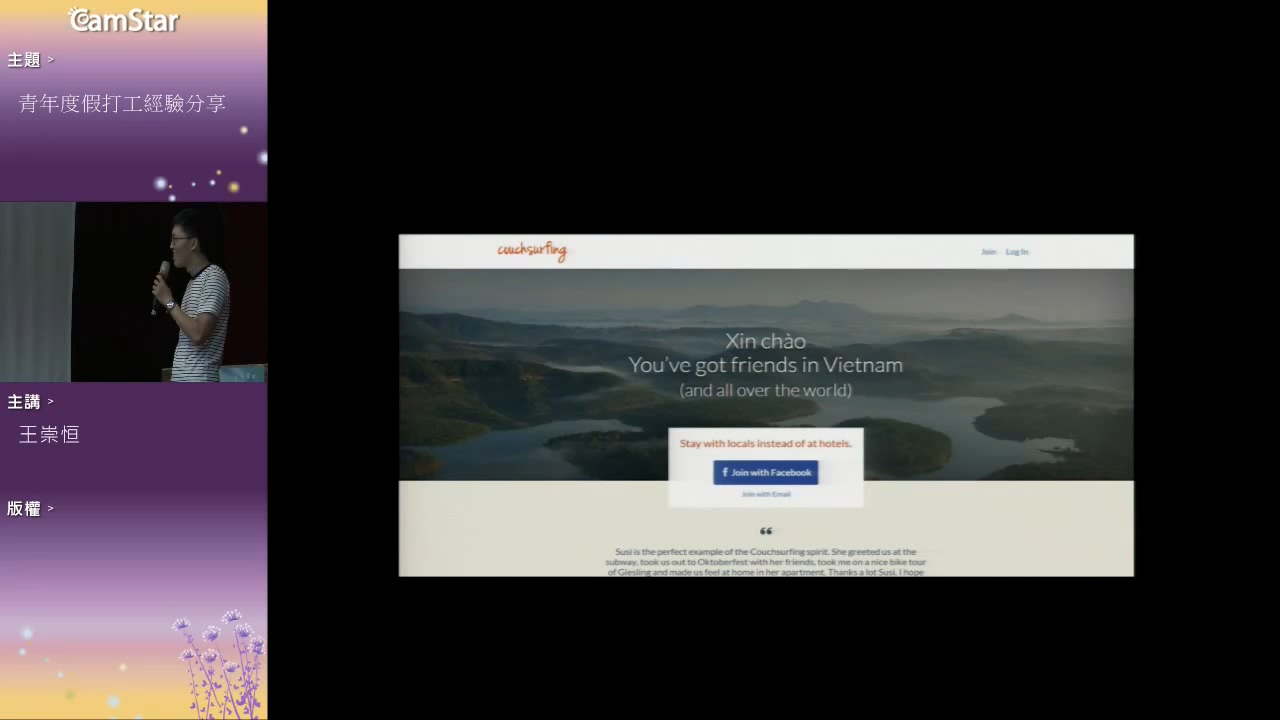 CamStar
主題 >
青年度假打工經驗分享
主講 >
王崇恒
版權 >
couchsurfing
Join Log In
Xin chào
You've got friends in Vietnam
(and all over the world)
Stay with locals instead of at hotels.
f Join with Facebook
Join with Email
“
Susi is the perfect example of the Couchsurfing spirit. She greeted us at the
subway, took us out to Oktoberfest with her friends, took me on a nice bike tour
of Giesling and made us feel at home in her apartment. Thanks a lot Susi, I hope